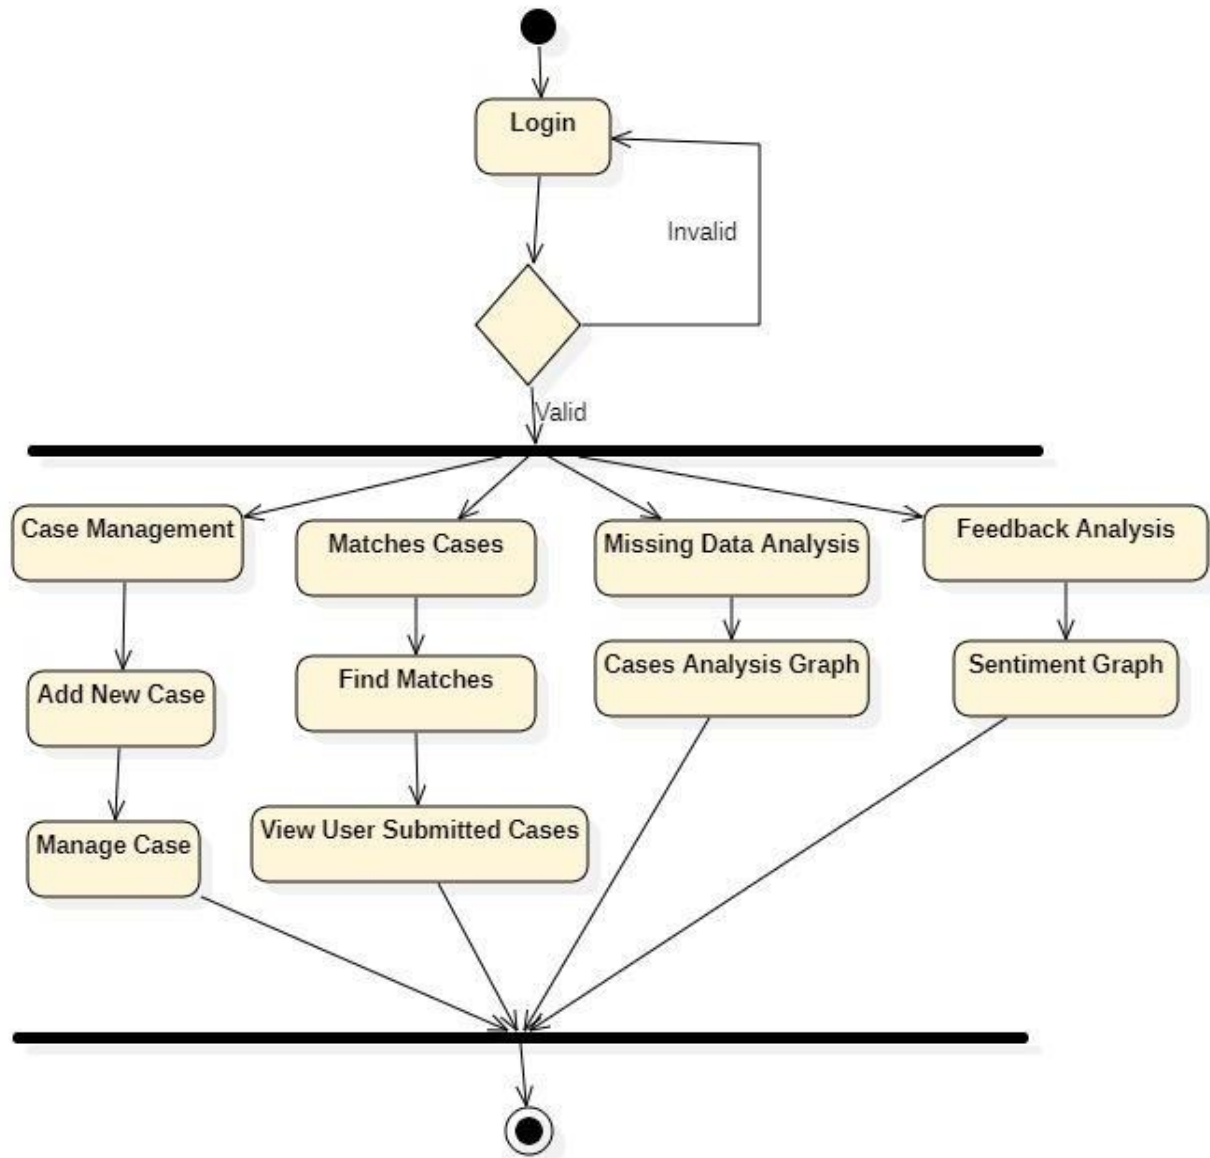 Login
Invalid
Valid
Case Management
Matches Cases
Missing Data Analysis
Feedback Analysis
Add New Case
Find Matches
Cases Analysis Graph
Sentiment Graph
Manage Case
View User Submitted Cases